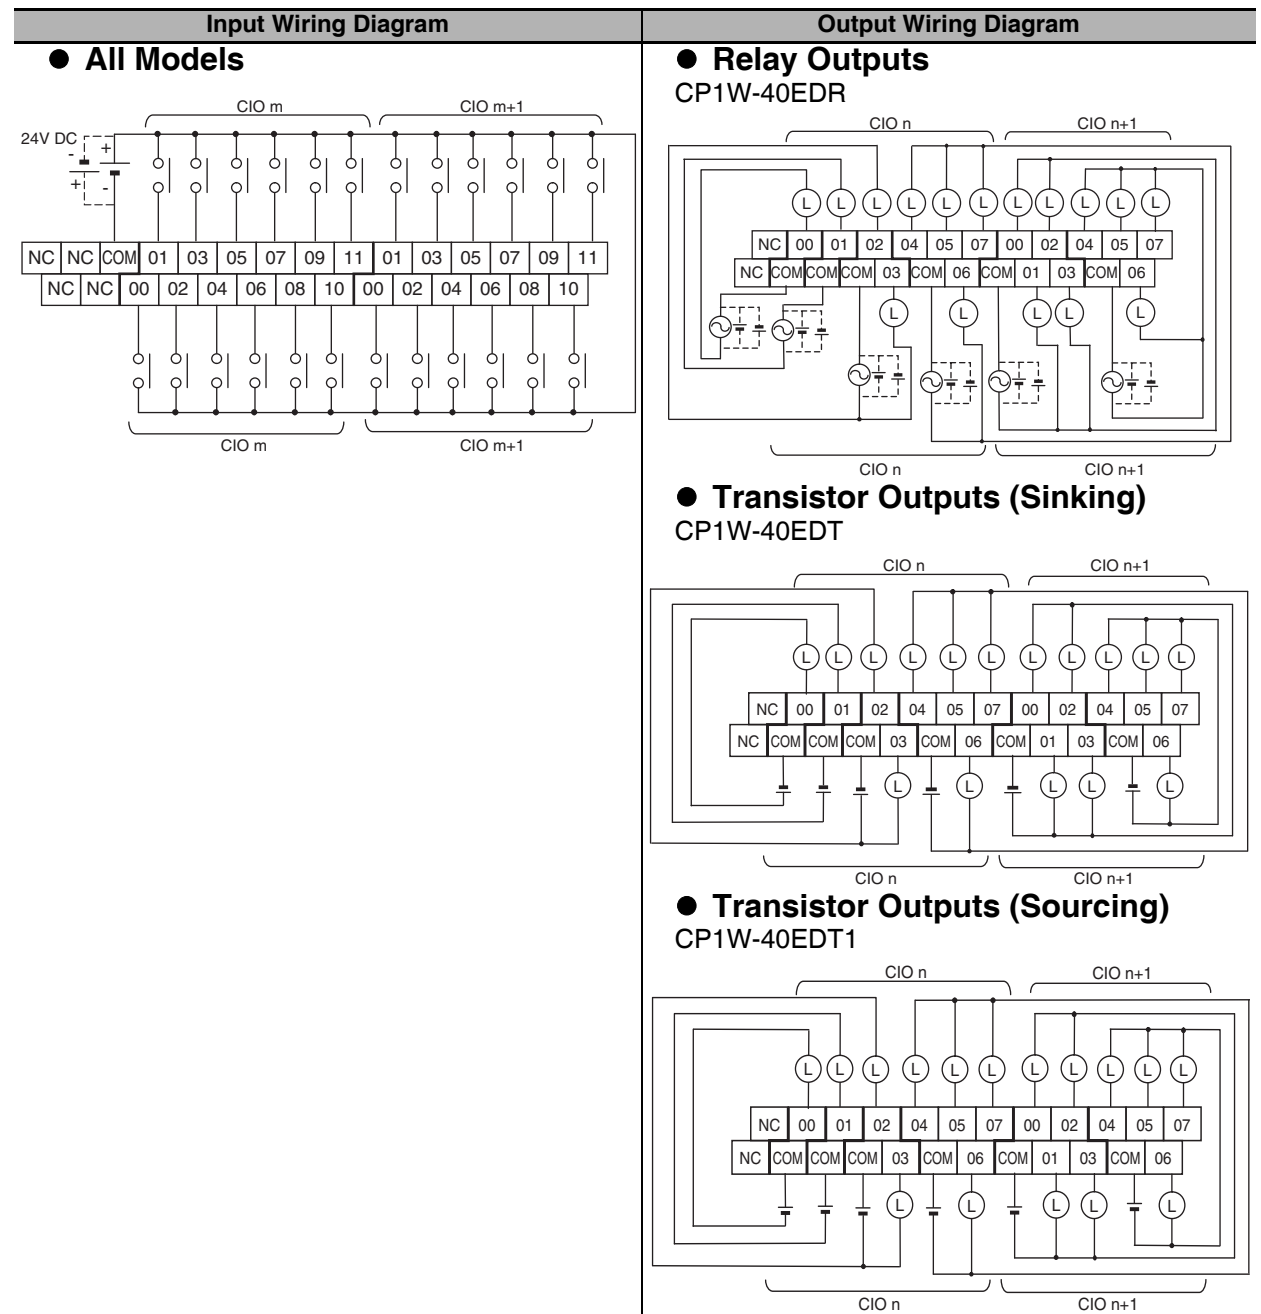 Input Wiring Diagram
● All Models
CIO m CIO m+1
24V DC
- +
+ -
NC NC COM 01 03 05 07 09 11 01 03 05 07 09 11
NC NC 00 02 04 06 08 10 00 02 04 06 08 10
CIO m CIO m+1
Output Wiring Diagram
● Relay Outputs
CP1W-40EDR
CIO n CIO n+1
L L L L L L L L L L L
NC 00 01 02 04 05 07 00 02 04 05 07
NC COM COM COM 03 COM 06 COM 01 03 COM 06
L L L L L
CIO n CIO n+1
● Transistor Outputs (Sinking)
CP1W-40EDT
CIO n CIO n+1
L L L L L L L L L L L
NC 00 01 02 04 05 07 00 02 04 05 07
NC COM COM COM 03 COM 06 COM 01 03 COM 06
L L L L L
CIO n CIO n+1
● Transistor Outputs (Sourcing)
CP1W-40EDT1
CIO n CIO n+1
L L L L L L L L L L L
NC 00 01 02 04 05 07 00 02 04 05 07
NC COM COM COM 03 COM 06 COM 01 03 COM 06
L L L L L
CIO n CIO n+1